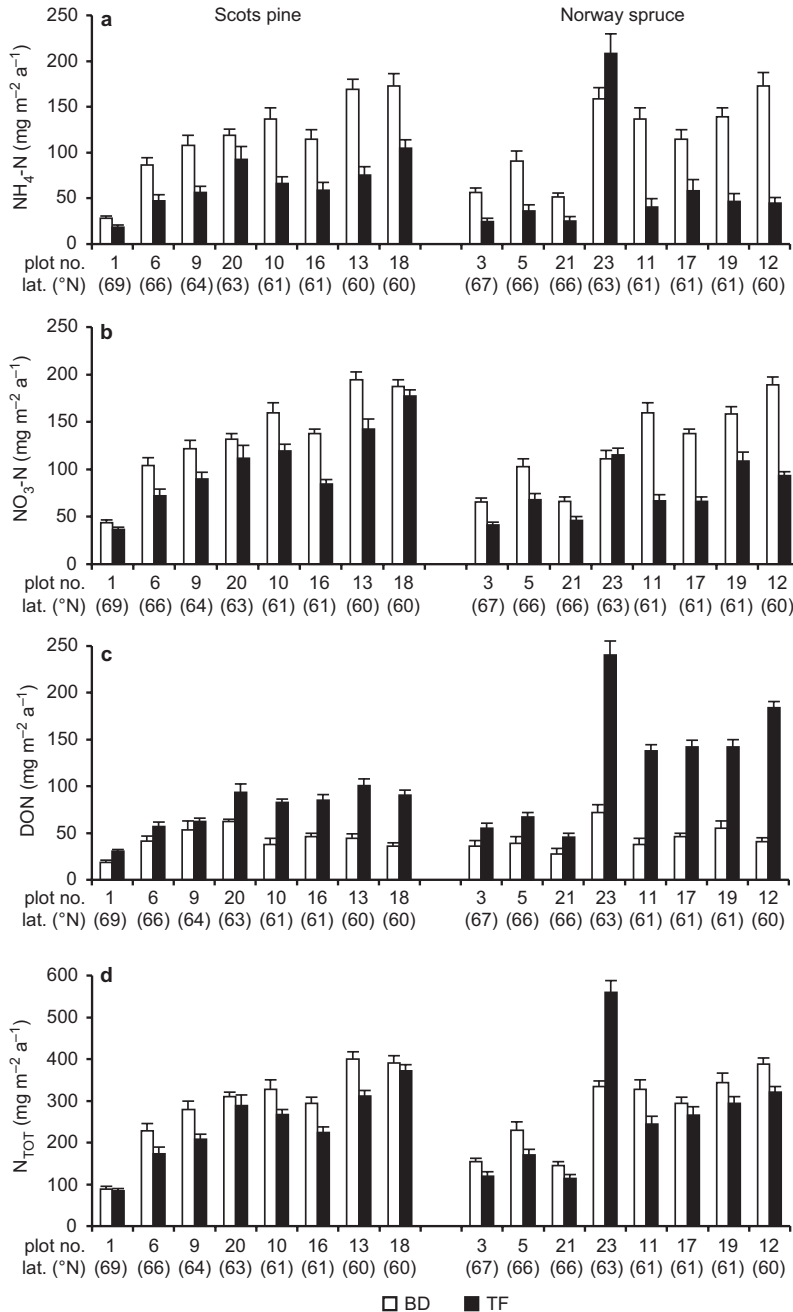 Scots pine Norway spruce
a
NH4-N (mg m−2 a−1)
250
200
150
100
50
0
plot no. 1 6 9 20 10 16 13 18 3 5 21 23 11 17 19 12
lat. (°N) (69) (66) (64) (63) (61) (61) (60) (60) (67) (66) (66) (63) (61) (61) (61) (60)
b
NO3-N (mg m−2 a−1)
250
200
150
100
50
0
plot no. 1 6 9 20 10 16 13 18 3 5 21 23 11 17 19 12
lat. (°N) (69) (66) (64) (63) (61) (61) (60) (60) (67) (66) (66) (63) (61) (61) (61) (60)
c
DON (mg m−2 a−1)
250
200
150
100
50
0
plot no. 1 6 9 20 10 16 13 18 3 5 21 23 11 17 19 12
lat. (°N) (69) (66) (64) (63) (61) (61) (60) (60) (67) (66) (66) (63) (61) (61) (61) (60)
d
NTOT (mg m−2 a−1)
600
500
400
300
200
100
0
plot no. 1 6 9 20 10 16 13 18 3 5 21 23 11 17 19 12
lat. (°N) (69) (66) (64) (63) (61) (61) (60) (60) (67) (66) (66) (63) (61) (61) (61) (60)
BD TF